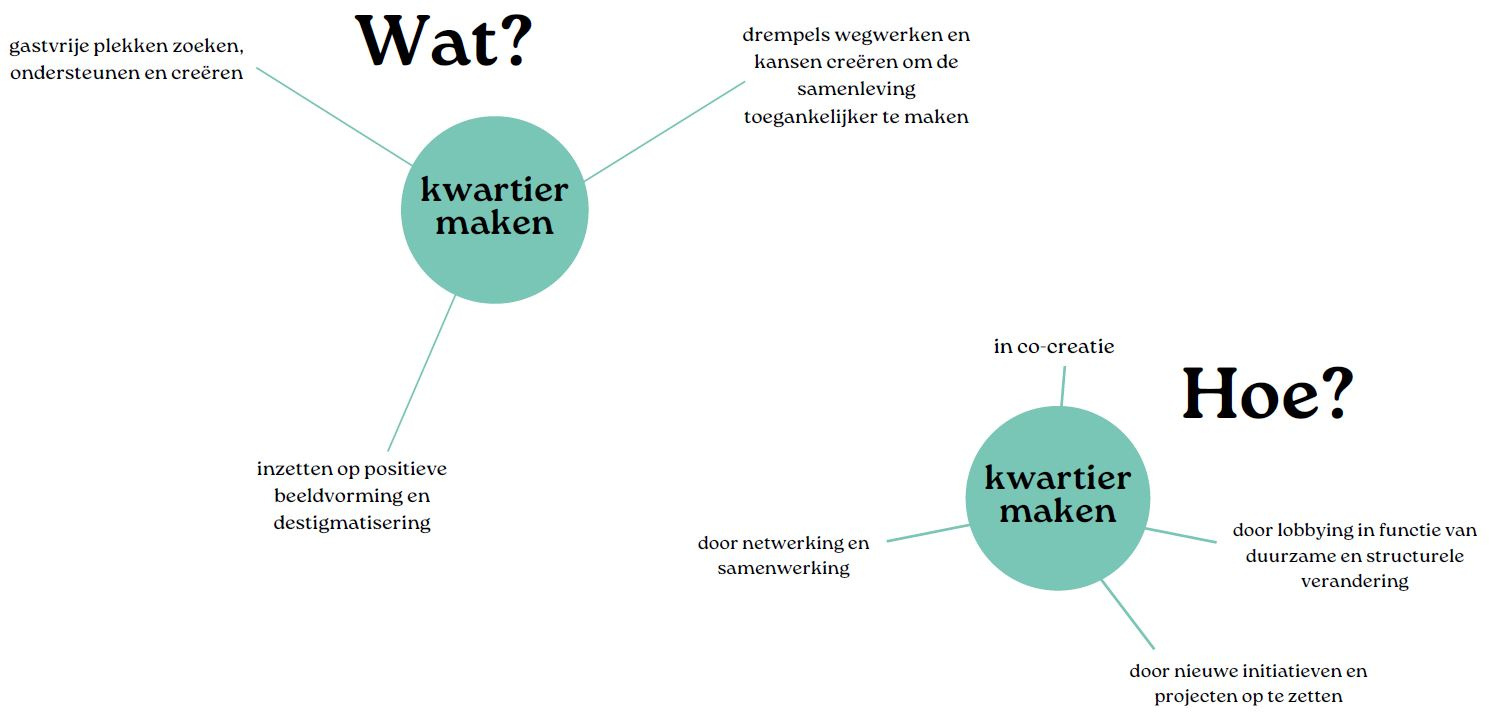 Wat?
gastvrije plekken zoeken,
ondersteunen en creëren
drempels wegwerken en
kansen creëren om de
samenleving
toegankelijker te maken
kwartier
maken
inzetten op positieve
beeldvorming en
destigmatisering
Hoe?
in co-creatie
kwartier
maken
door netwerking en
samenwerking
door lobbying in functie van
duurzame en structurele
verandering
door nieuwe initiatieven en
projecten op te zetten